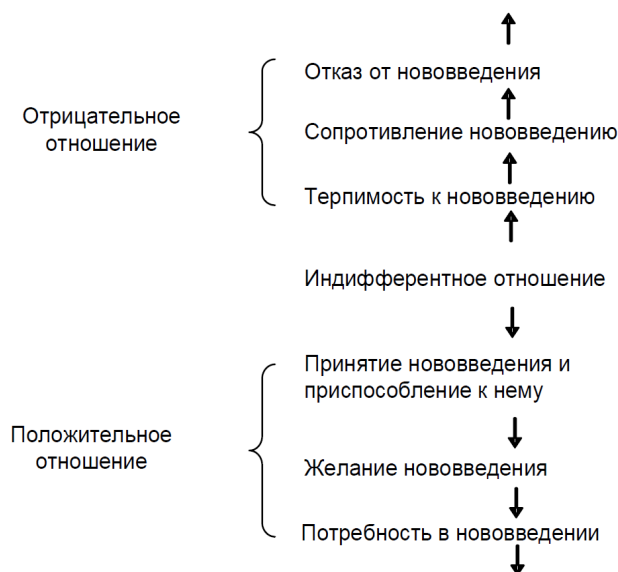 Отказ от нововведения
Отрицательное
отношение
Сопротивление нововведению
Терпимость к нововведению
Индифферентное отношение
Принятие нововведения и
приспособление к нему
Положительное
отношение
Желание нововведения
Потребность в нововведении